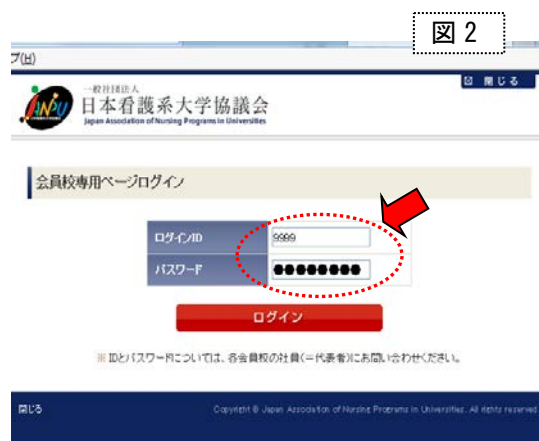 図 2
プ(H)
閉じる
JANPU
一般社団法人
日本看護系大学協議会
Japan Association of Nursing Programs in Universities
会員校専用ページログイン
ログインID 9999
パスワード ●●●●●●●●
ログイン
※ IDとパスワードについては、各会員校の社員(=代表者)にお問い合わせください。
閉じる
Copyright © Japan Association of Nursing Programs in Universities. All rights reserved